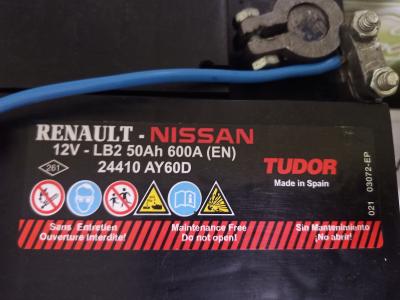 RENAULT - NISSAN
12V - LB2 50Ah 600A (EN)
24410 AY60D
261
TUDOR
Made in Spain
021 03072-EP
Sans Entretien
Ouverture Interdite!
Maintenance Free
Do not open!
Sin Mantenimiento
¡No abrir!